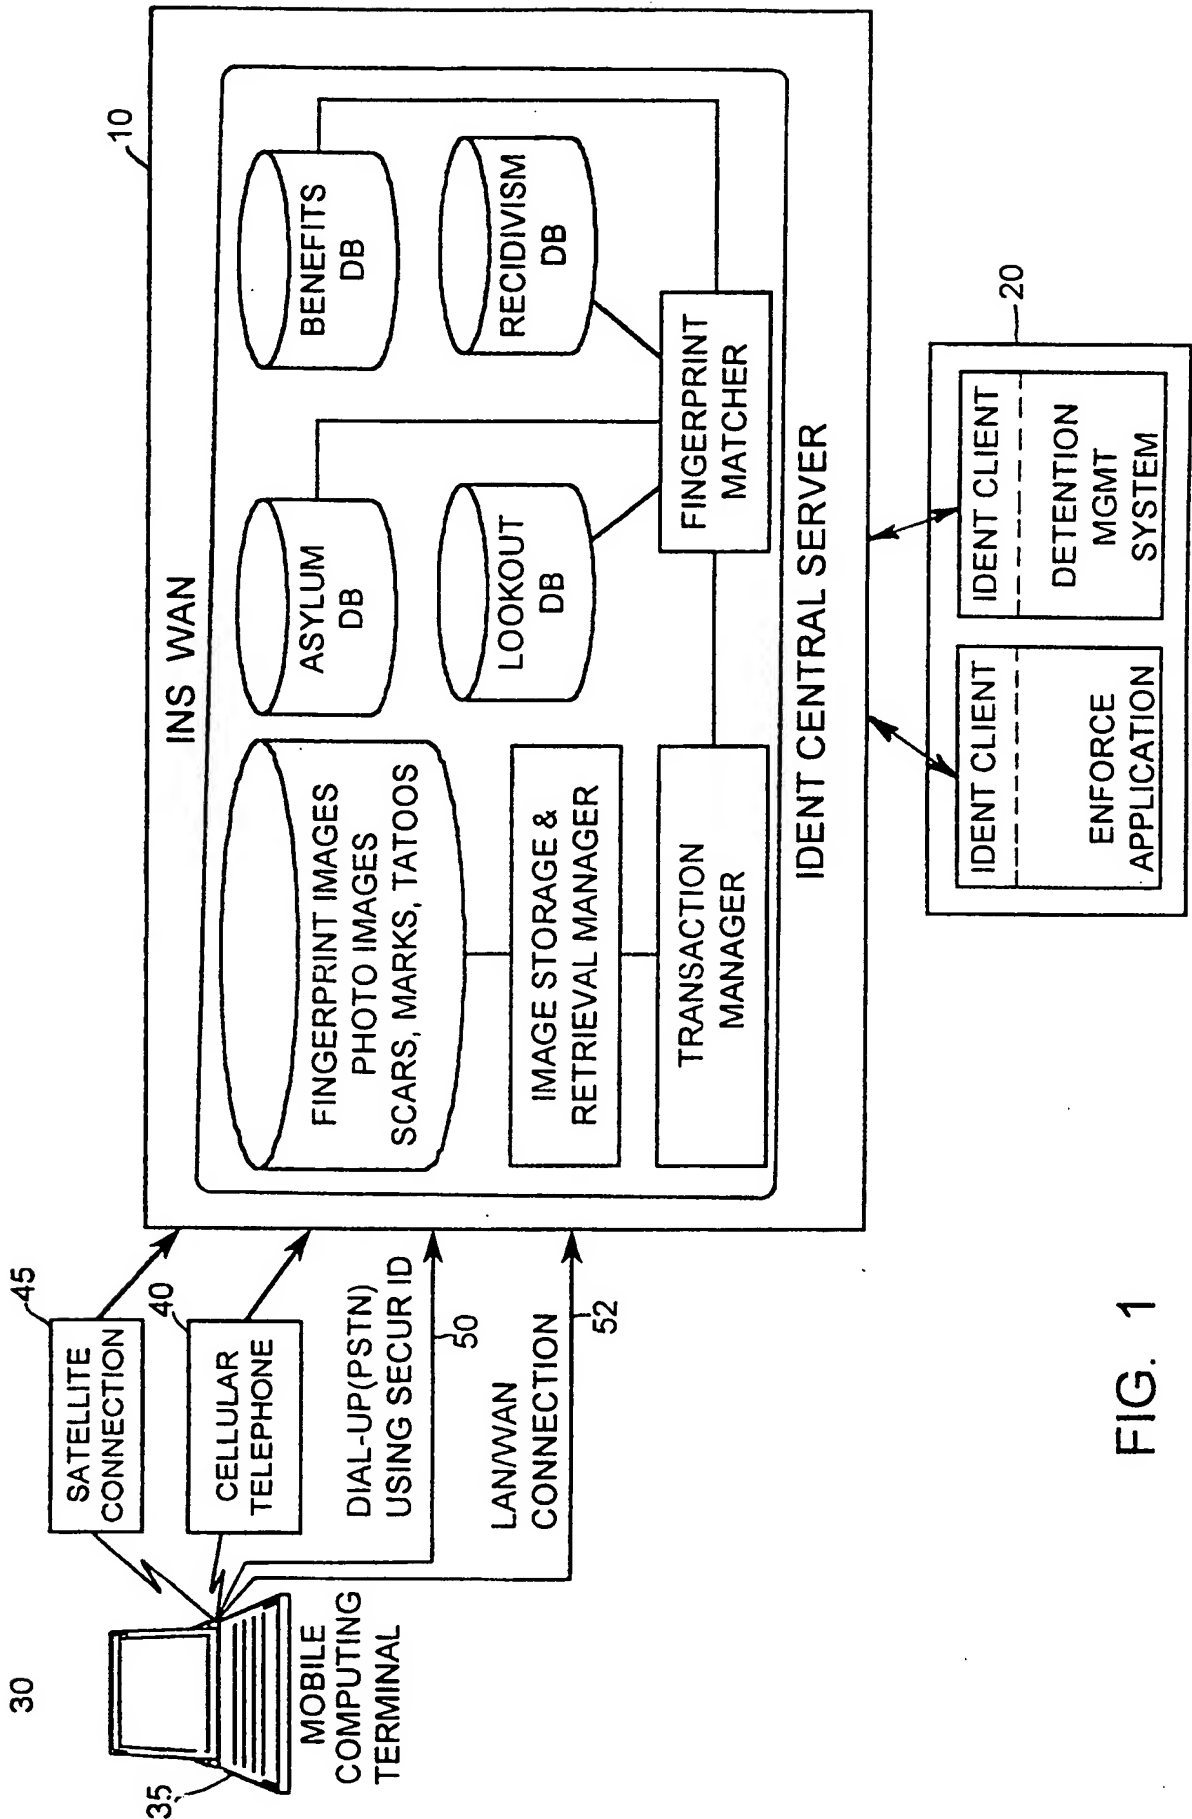 30
35
MOBILE
COMPUTING
TERMINAL
45
SATELLITE
CONNECTION
40
CELLULAR
TELEPHONE
DIAL-UP(PSTN)
USING SECUR ID
50
LAN/WAN
CONNECTION
52
10
INS WAN
FINGERPRINT IMAGES
PHOTO IMAGES
SCARS, MARKS, TATOOS
IMAGE STORAGE &
RETRIEVAL MANAGER
TRANSACTION
MANAGER
ASYLUM
DB
BENEFITS
DB
LOOKOUT
DB
RECIDIVISM
DB
FINGERPRINT
MATCHER
IDENT CENTRAL SERVER
20
IDENT CLIENT
ENFORCE
APPLICATION
IDENT CLIENT
DETENTION
MGMT
SYSTEM
FIG. 1